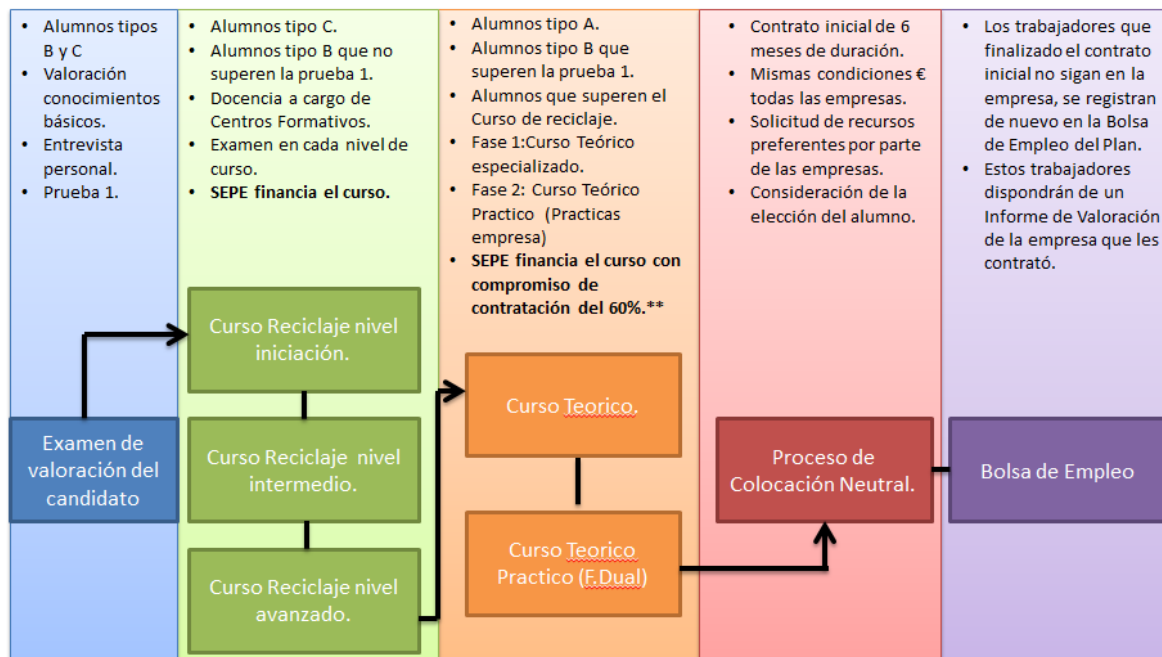 • Alumnos tipos
B y C
• Valoración
conocimientos
básicos.
• Entrevista
personal.
• Prueba 1.
• Alumnos tipo C.
• Alumnos tipo B que no
superen la prueba 1.
• Docencia a cargo de
Centros Formativos.
• Examen en cada nivel de
curso.
• SEPE financia el curso.
• Alumnos tipo A.
• Alumnos tipo B que
superen la prueba 1.
• Alumnos que superen el
Curso de reciclaje.
• Fase 1:Curso Teórico
especializado.
• Fase 2: Curso Teórico
Practico (Practicas
empresa)
• SEPE financia el curso con
compromiso de
contratación del 60%.**
• Contrato inicial de 6
meses de duración.
• Mismas condiciones €
todas las empresas.
• Solicitud de recursos
preferentes por parte
de las empresas.
• Consideración de la
elección del alumno.
• Los trabajadores que
finalizado el contrato
inicial no sigan en la
empresa, se registran
de nuevo en la Bolsa
de Empleo del Plan.
• Estos trabajadores
dispondrán de un
Informe de Valoración
de la empresa que les
contrató.
Examen de
valoración del
candidato
Curso Reciclaje nivel
iniciación.
Curso Reciclaje nivel
intermedio.
Curso Reciclaje nivel
avanzado.
Curso Teorico.
Curso Teorico
Practico (F.Dual)
Proceso de
Colocación Neutral.
Bolsa de Empleo